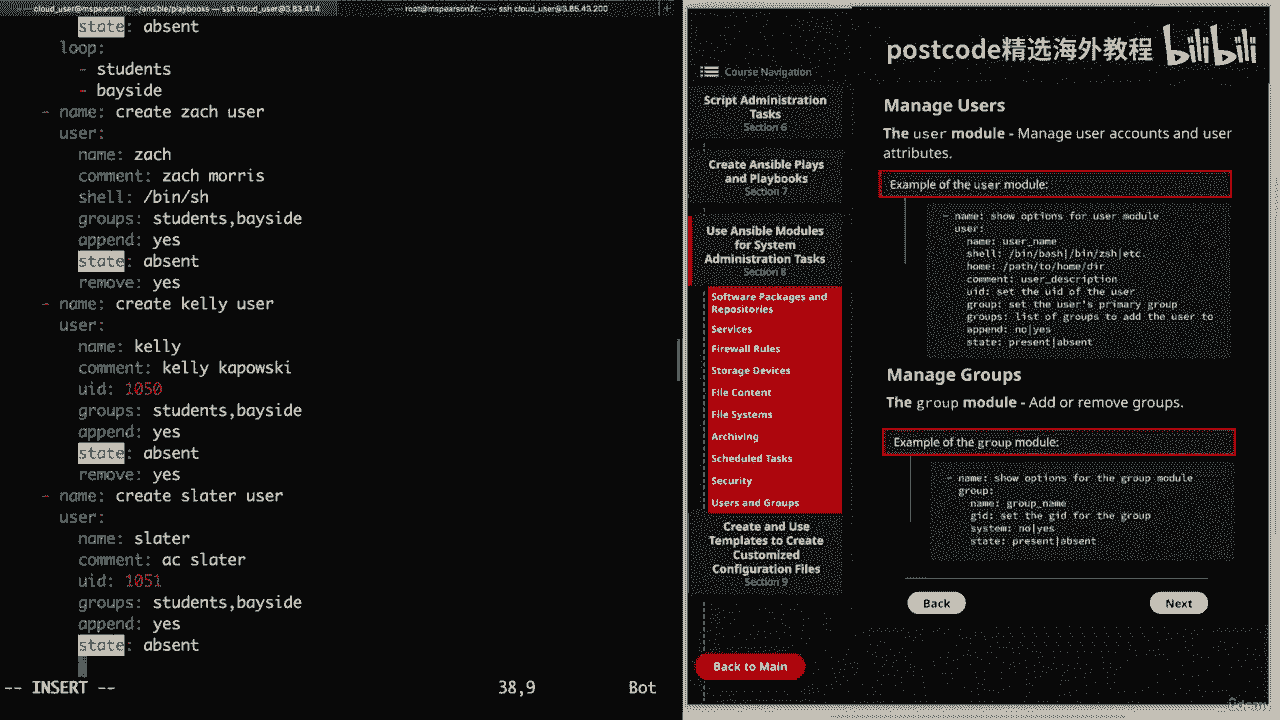 cloud_user@mspearson1c:~/ansible/playbooks — ssh cloud_user@3.83.41.4
root@mspearson2c:~ — ssh cloud_user@3.85.43.200
state: absent
loop:
- students
- bayside
- name: create zach user
user:
name: zach
comment: zach morris
shell: /bin/sh
groups: students,bayside
append: yes
state: absent
remove: yes
- name: create kelly user
user:
name: kelly
comment: kelly kapowski
uid: 1050
groups: students,bayside
append: yes
state: absent
remove: yes
- name: create slater user
user:
name: slater
comment: ac slater
uid: 1051
groups: students,bayside
append: yes
state: absent
-- INSERT --
38,9
Bot
postcode精选海外教程 bilibili
Course Navigation
Script Administration
Tasks
Section 6
Create Ansible Plays
and Playbooks
Section 7
Use Ansible Modules
for System
Administration Tasks
Section 8
Software Packages and
Repositories
Services
Firewall Rules
Storage Devices
File Content
File Systems
Archiving
Scheduled Tasks
Security
Users and Groups
Create and Use
Templates to Create
Customized
Configuration Files
Section 9
Back to Main
Manage Users
The user module - Manage user accounts and user
attributes.
Example of the user module:
- name: show options for user module
user:
name: user_name
shell: /bin/bash|/bin/zsh|etc
home: /path/to/home/dir
comment: user_description
uid: set the uid of the user
group: set the user's primary group
groups: list of groups to add the user to
append: no|yes
state: present|absent
Manage Groups
The group module - Add or remove groups.
Example of the group module:
- name: show options for the group module
group:
name: group_name
gid: set the gid for the group
system: no|yes
state: present|absent
Back
Next
Udemy